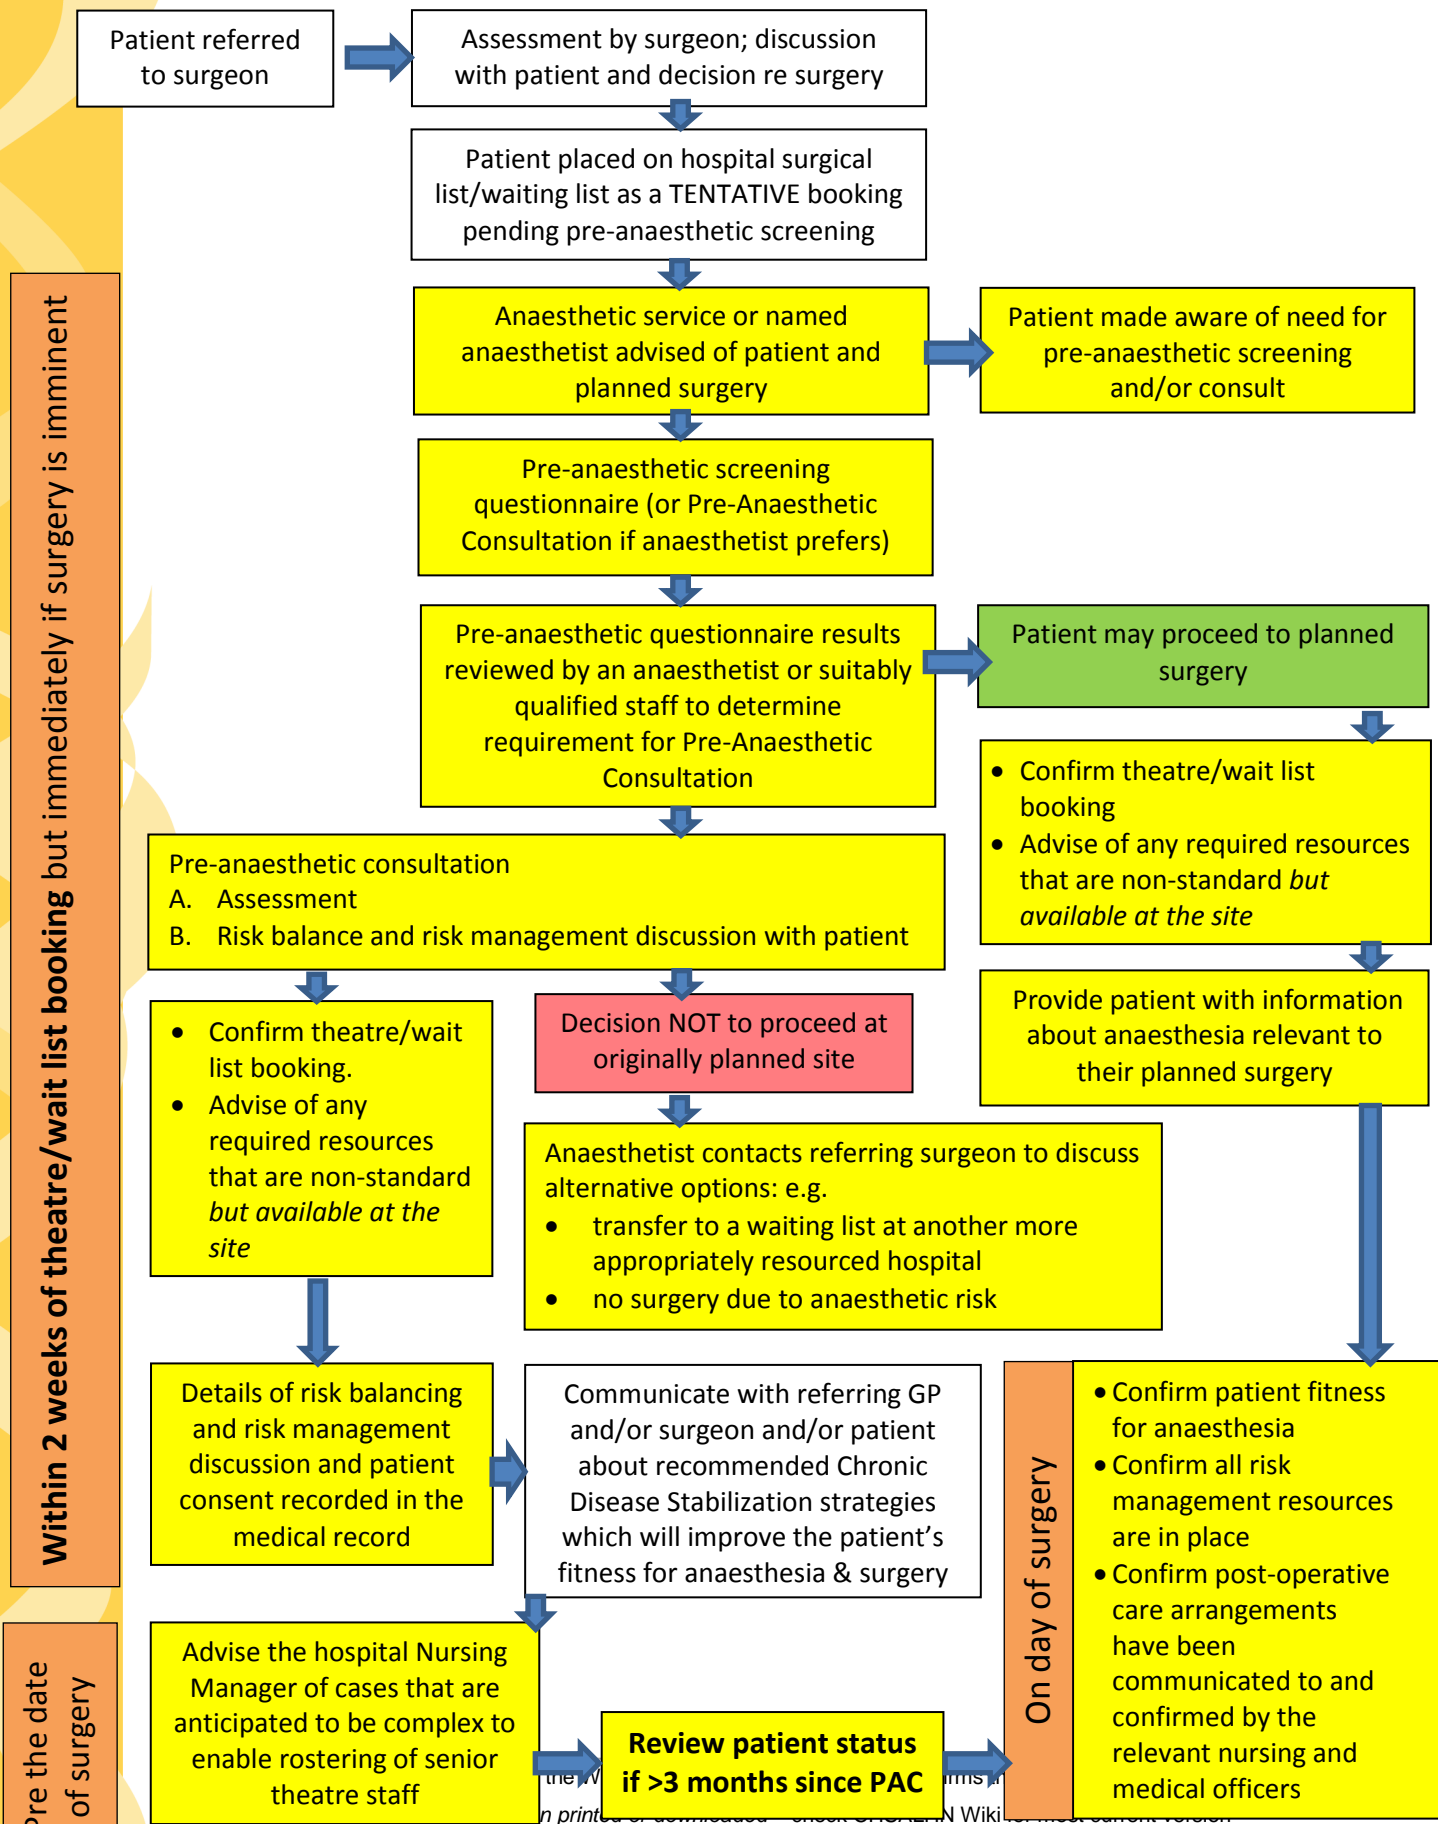 Patient referred
to surgeon
Assessment by surgeon; discussion
with patient and decision re surgery
Patient placed on hospital surgical
list/waiting list as a TENTATIVE booking
pending pre-anaesthetic screening
Anaesthetic service or named
anaesthetist advised of patient and
planned surgery
Patient made aware of need for
pre-anaesthetic screening
and/or consult
Pre-anaesthetic screening
questionnaire (or Pre-Anaesthetic
Consultation if anaesthetist prefers)
Pre-anaesthetic questionnaire results
reviewed by an anaesthetist or suitably
qualified staff to determine
requirement for Pre-Anaesthetic
Consultation
Patient may proceed to planned
surgery
• Confirm theatre/wait list
booking
• Advise of any required resources
that are non-standard but
available at the site
Pre-anaesthetic consultation
A. Assessment
B. Risk balance and risk management discussion with patient
Provide patient with information
about anaesthesia relevant to
their planned surgery
• Confirm theatre/wait
list booking.
• Advise of any
required resources
that are non-standard
but available at the
site
Decision NOT to proceed at
originally planned site
Anaesthetist contacts referring surgeon to discuss
alternative options: e.g.
• transfer to a waiting list at another more
appropriately resourced hospital
• no surgery due to anaesthetic risk
Within 2 weeks of theatre/wait list booking but immediately if surgery is imminent
Details of risk balancing
and risk management
discussion and patient
consent recorded in the
medical record
Communicate with referring GP
and/or surgeon and/or patient
about recommended Chronic
Disease Stabilization strategies
which will improve the patient's
fitness for anaesthesia & surgery
Pre the date
of surgery
Advise the hospital Nursing
Manager of cases that are
anticipated to be complex to
enable rostering of senior
theatre staff
Review patient status
if >3 months since PAC
On day of surgery
• Confirm patient fitness
for anaesthesia
• Confirm all risk
management resources
are in place
• Confirm post-operative
care arrangements
have been
communicated to and
confirmed by the
relevant nursing and
medical officers
the
printed or downloaded check Wiki for most current version